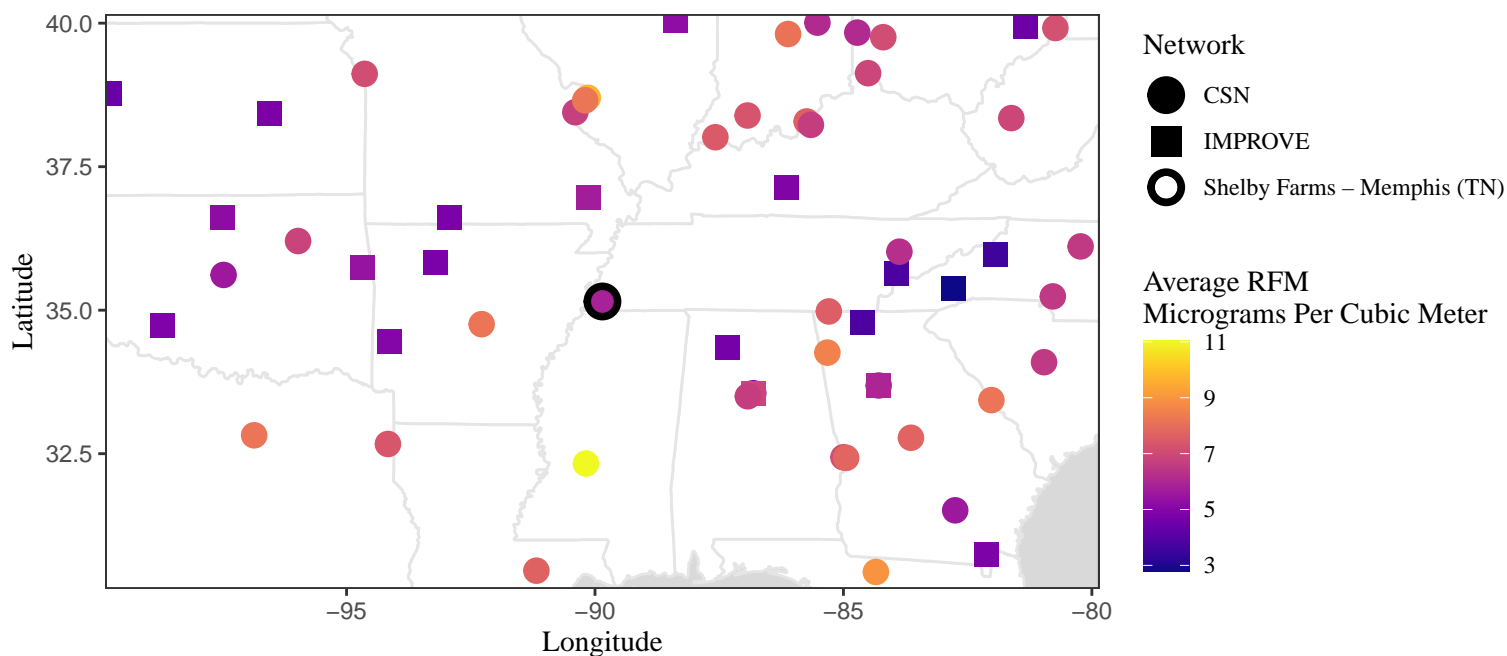 40.0
37.5
35.0
32.5
Latitude
−95
−90
−85
−80
Longitude
Network
CSN
IMPROVE
Shelby Farms – Memphis (TN)
Average RFM
Micrograms Per Cubic Meter
11
9
7
5
3